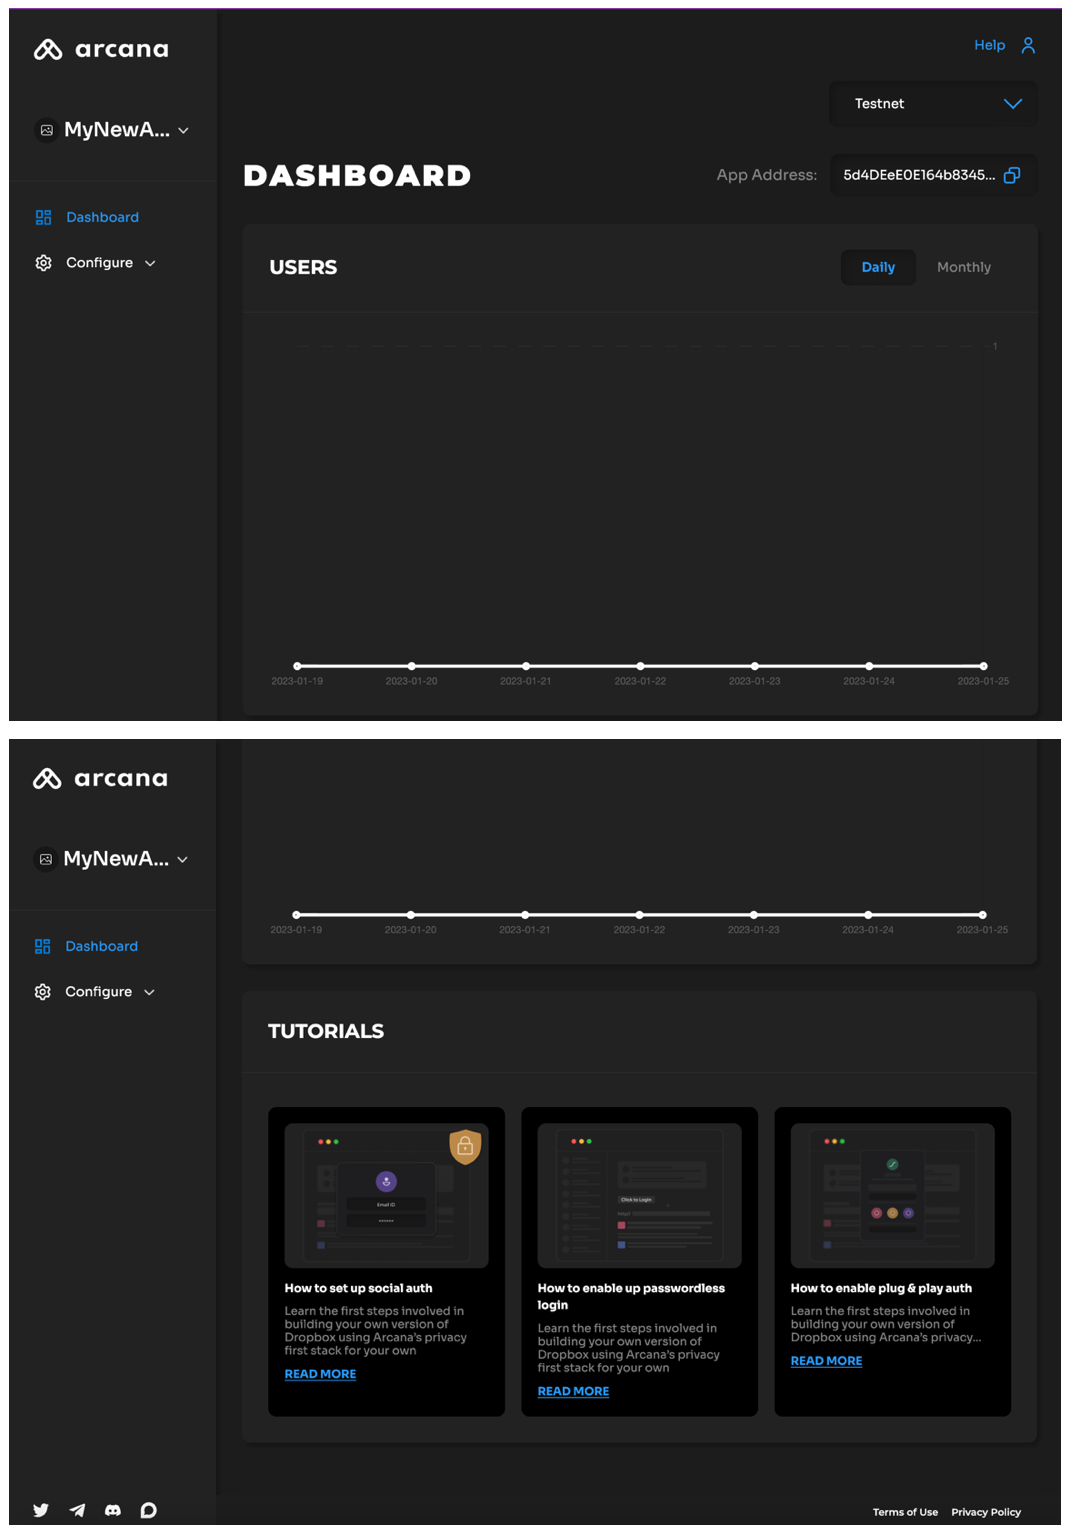 arcana
Help
Testnet
MyNewA...
DASHBOARD
App Address: 5d4DEeE0E164b8345...
Dashboard
Configure
USERS
Daily Monthly
1
2023-01-19 2023-01-20 2023-01-21 2023-01-22 2023-01-23 2023-01-24 2023-01-25
arcana
MyNewA...
Dashboard
Configure
2023-01-19 2023-01-20 2023-01-21 2023-01-22 2023-01-23 2023-01-24 2023-01-25
TUTORIALS
Email ID
******
How to set up social auth
Learn the first steps involved in
building your own version of
Dropbox using Arcana's privacy
first stack for your own
READ MORE
Click to Login
How to enable up passwordless
login
Learn the first steps involved in
building your own version of
Dropbox using Arcana's privacy
first stack for your own
READ MORE
How to enable plug & play auth
Learn the first steps involved in
building your own version of
Dropbox using Arcana's privacy...
READ MORE
Terms of Use Privacy Policy